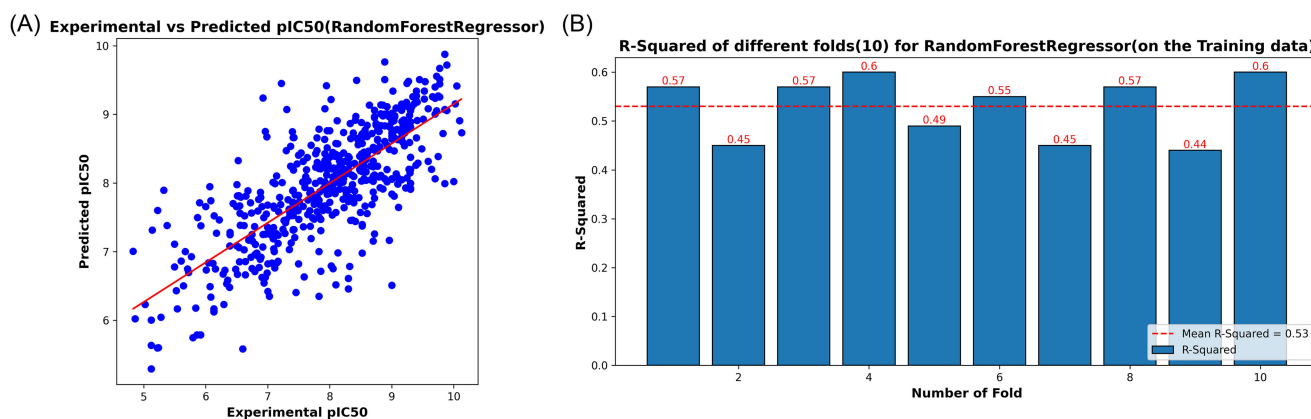 (A)
Experimental vs Predicted pIC50(RandomForestRegressor)
10
9
8
7
6
Predicted pIC50
5 6 7 8 9 10
Experimental pIC50
(B)
R-Squared of different folds(10) for RandomForestRegressor(on the Training data)
0.6
0.5
0.4
0.3
0.2
0.1
0.0
R-Squared
0.57 0.45 0.57 0.6 0.49 0.55 0.45 0.57 0.44 0.6
Mean R-Squared = 0.53
R-Squared
2 4 6 8 10
Number of Fold